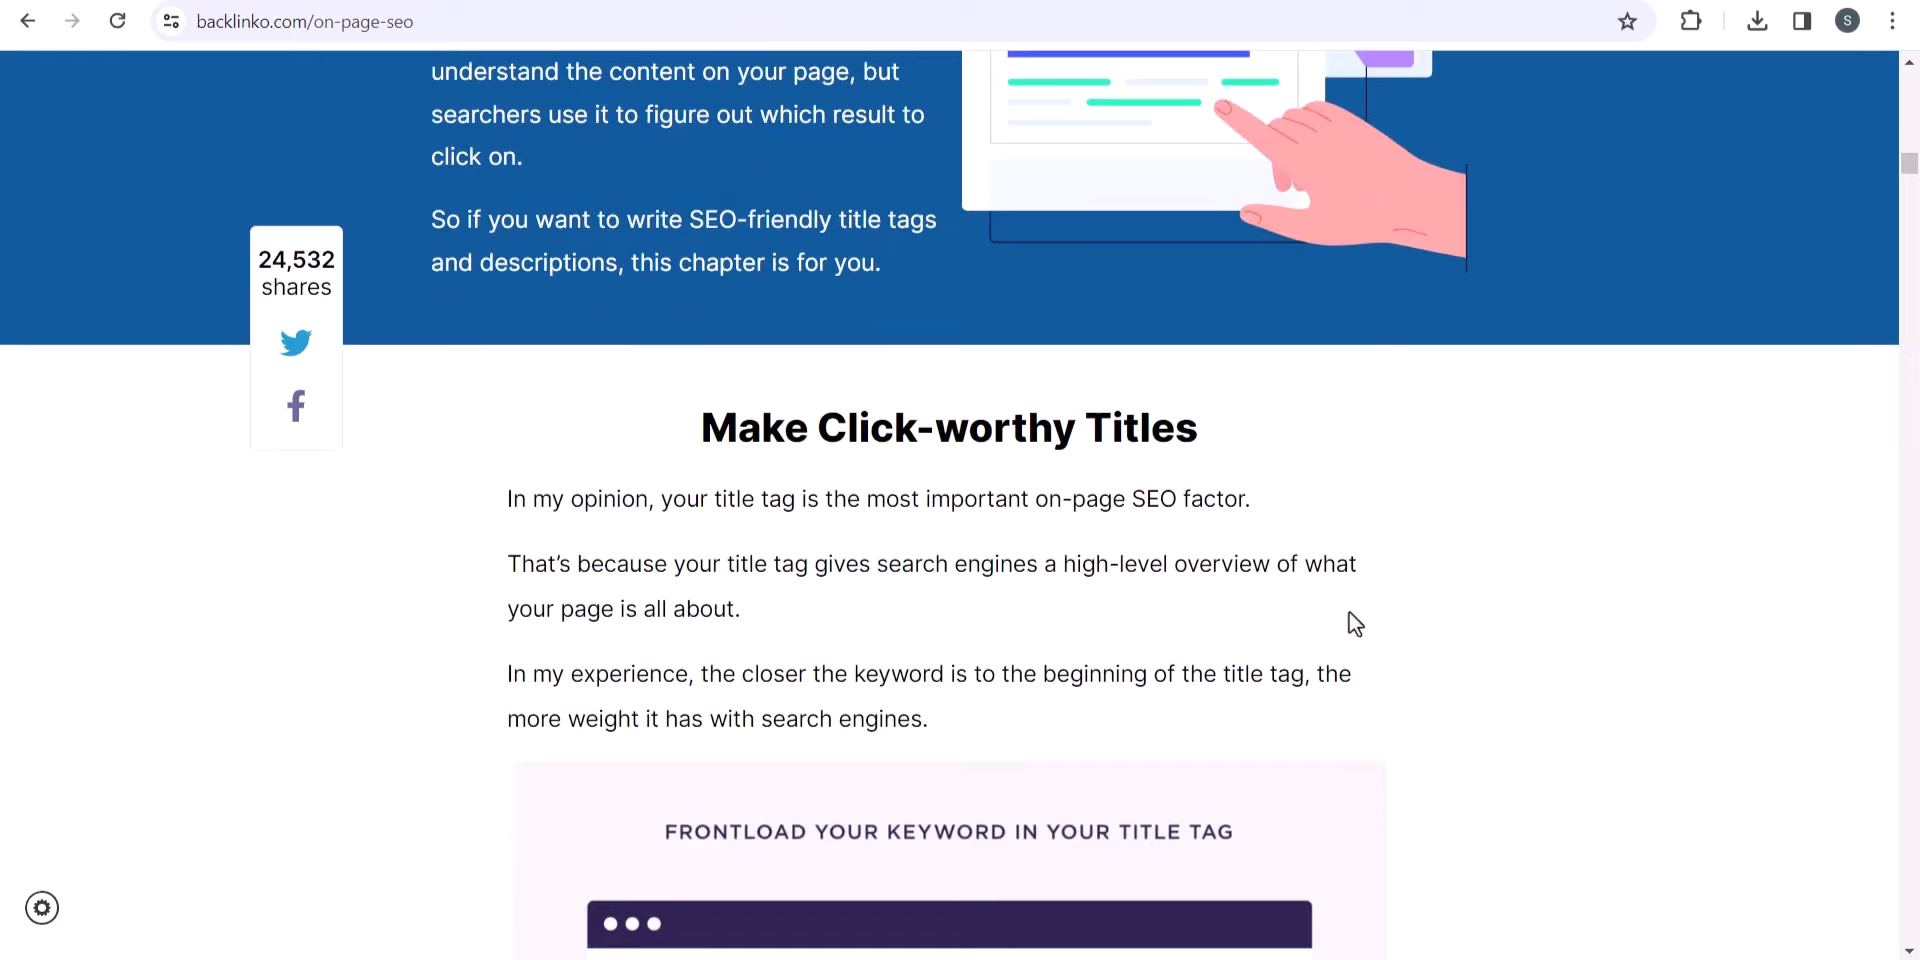 backlinko.com/on-page-seo
S
understand the content on your page, but
searchers use it to figure out which result to
click on.
So if you want to write SEO-friendly title tags
and descriptions, this chapter is for you.
24,532
shares
Make Click-worthy Titles
In my opinion, your title tag is the most important on-page SEO factor.
That’s because your title tag gives search engines a high-level overview of what
your page is all about.
In my experience, the closer the keyword is to the beginning of the title tag, the
more weight it has with search engines.
FRONTLOAD YOUR KEYWORD IN YOUR TITLE TAG